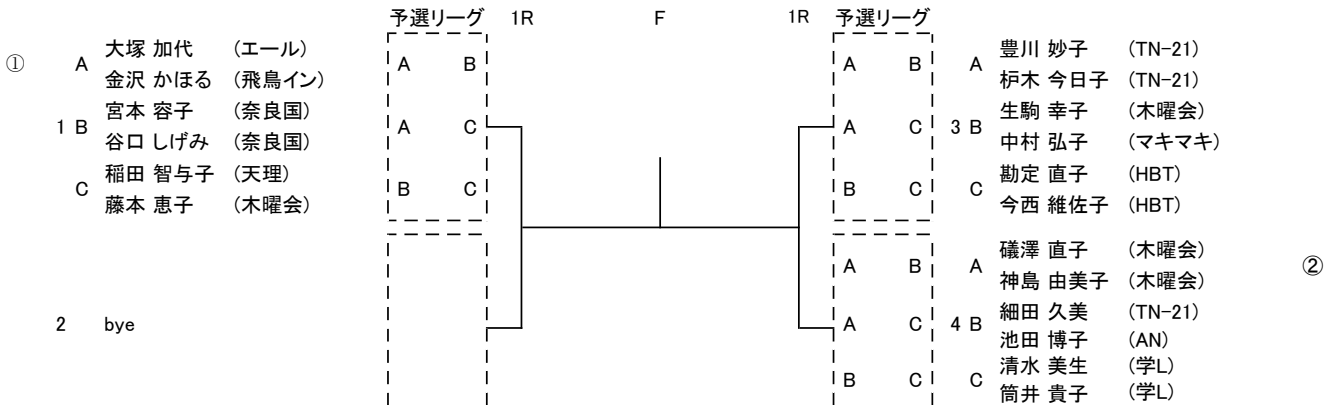 予選リーグ 1R F 1R 予選リーグ
① A 大塚 加代 (エール)
金沢 かほる (飛鳥イン)
1 B 宮本 容子 (奈良国)
谷口 しげみ (奈良国)
C 稲田 智与子 (天理)
藤本 恵子 (木曜会)
A B
A C
B C
2 bye
A B
A C
B C
A 豊川 妙子 (TN-21)
枦木 今日子 (TN-21)
3 B 生駒 幸子 (木曜会)
中村 弘子 (マキマキ)
C 勘定 直子 (HBT)
今西 維佐子 (HBT)
A B
A C
B C
A 礒澤 直子 (木曜会) ②
神島 由美子 (木曜会)
4 B 細田 久美 (TN-21)
池田 博子 (AN)
C 清水 美生 (学L)
筒井 貴子 (学L)